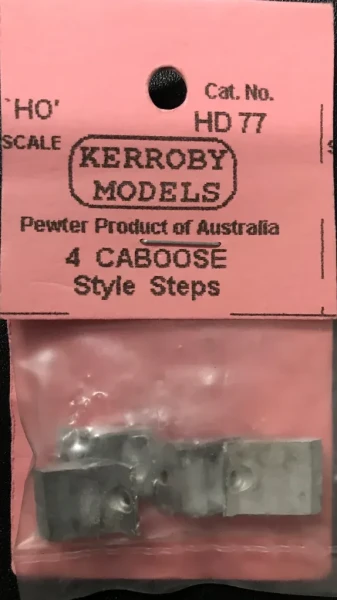 Cat. No.
'HO' HD 77
SCALE
KERROBY
MODELS
Pewter Product of Australia
4 CABOOSE
Style Steps